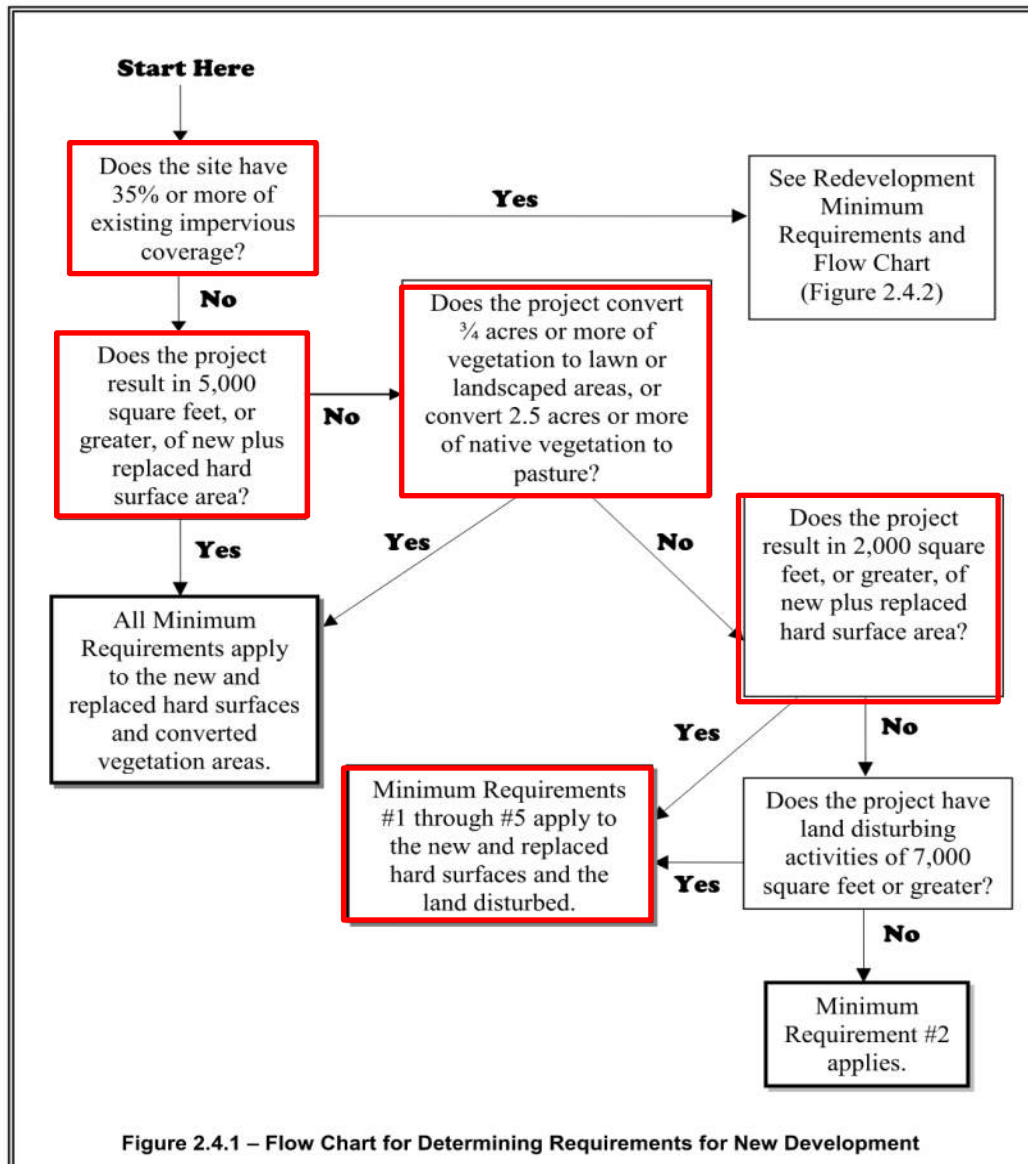 Start Here
Does the site have
35% or more of
existing impervious
coverage?
Yes
See Redevelopment
Minimum
Requirements and
Flow Chart
(Figure 2.4.2)
No
Does the project
result in 5,000
square feet, or
greater, of new plus
replaced hard
surface area?
No
Does the project convert
¾ acres or more of
vegetation to lawn or
landscaped areas, or
convert 2.5 acres or more
of native vegetation to
pasture?
Yes
Yes
No
Does the project
result in 2,000 square
feet, or greater, of
new plus replaced
hard surface area?
All Minimum
Requirements apply
to the new and
replaced hard surfaces
and converted
vegetation areas.
Yes
No
Minimum Requirements
#1 through #5 apply to
the new and replaced
hard surfaces and the
land disturbed.
Yes
Does the project have
land disturbing
activities of 7,000
square feet or greater?
No
Minimum
Requirement #2
applies.
Figure 2.4.1 – Flow Chart for Determining Requirements for New Development